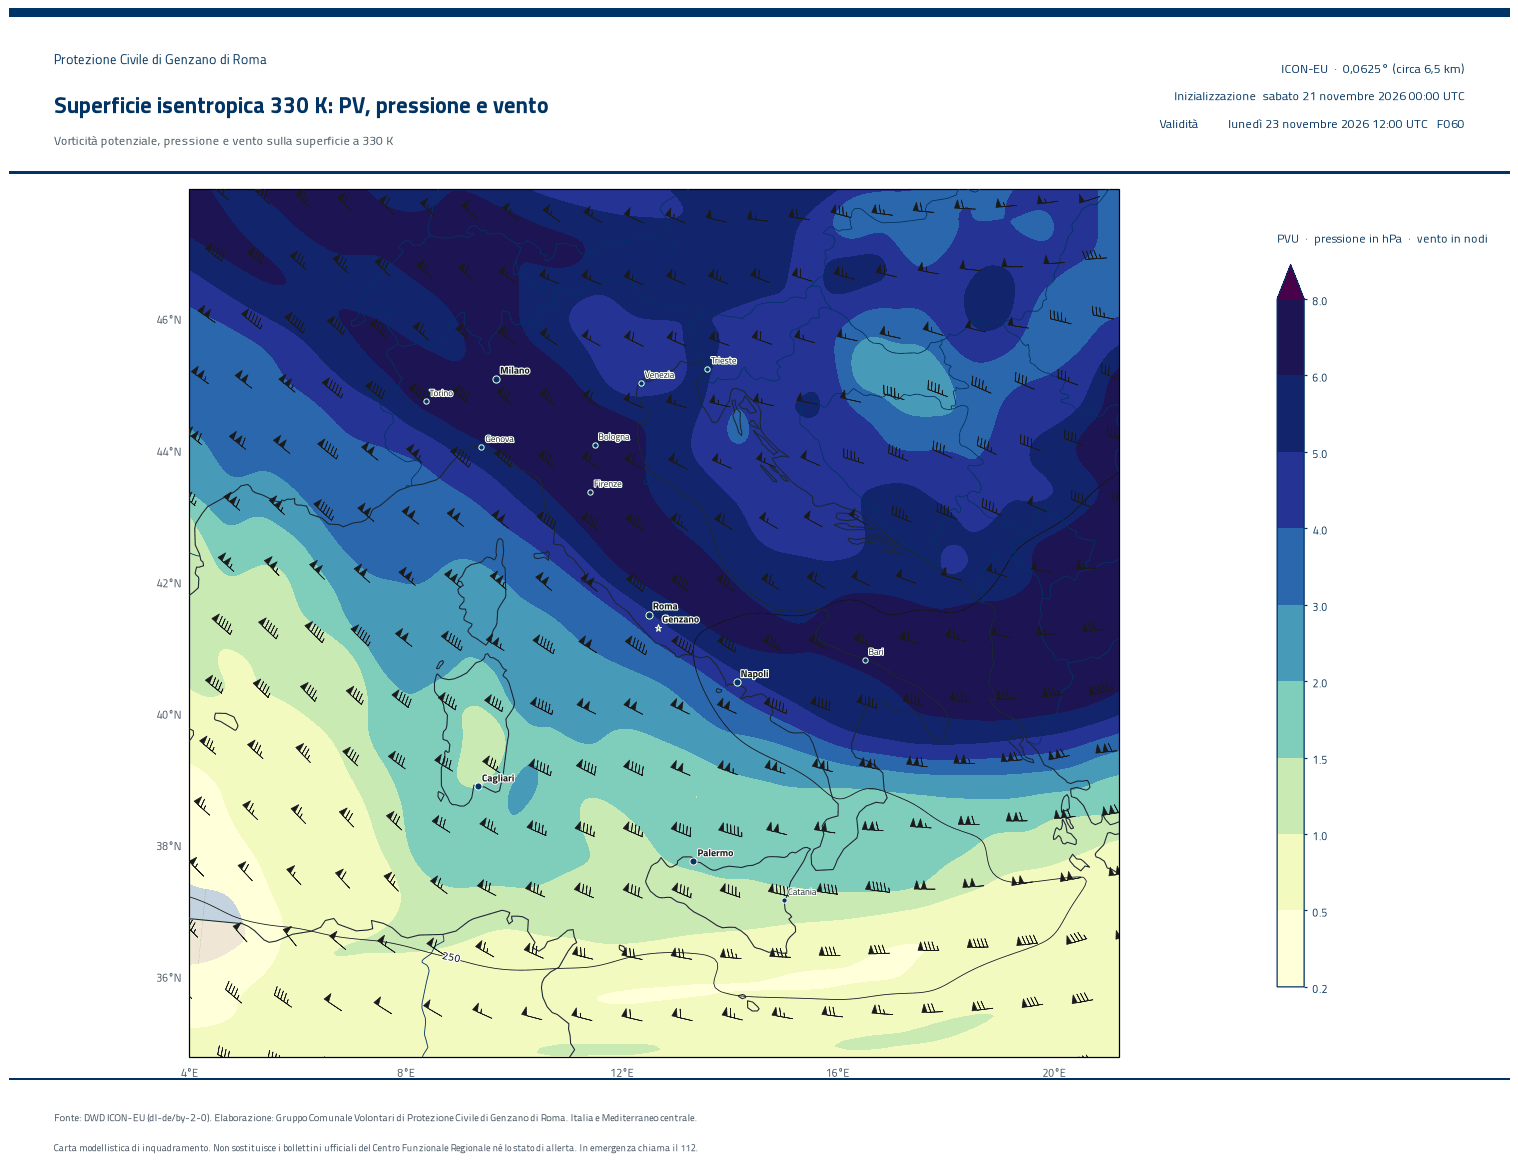 Protezione Civile di Genzano di Roma
Superficie isentropica 330 K: PV, pressione e vento
Vorticità potenziale, pressione e vento sulla superficie a 330 K
ICON-EU · 0,0625° (circa 6,5 km)
Inizializzazione sabato 21 novembre 2026 00:00 UTC
Validità lunedì 23 novembre 2026 12:00 UTC F060
PVU · pressione in hPa · vento in nodi
8.0
6.0
5.0
4.0
3.0
2.0
1.5
1.0
0.5
0.2
46°N
44°N
42°N
40°N
38°N
36°N
4°E
8°E
12°E
16°E
20°E
Trieste
Milano
Venezia
Torino
Bologna
Genova
Firenze
Roma
Genzano
Bari
Napoli
Cagliari
Palermo
Catania
250
Fonte: DWD ICON-EU (dl-de/by-2-0). Elaborazione: Gruppo Comunale Volontari di Protezione Civile di Genzano di Roma. Italia e Mediterraneo centrale.
Carta modellistica di inquadramento. Non sostituisce i bollettini ufficiali del Centro Funzionale Regionale né lo stato di allerta. In emergenza chiama il 112.